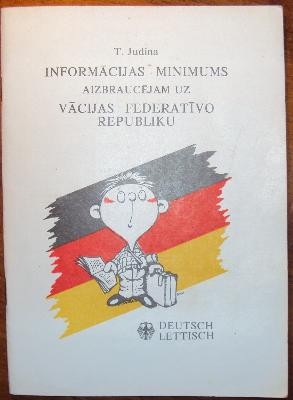 T. Judina
INFORMĀCIJAS MINIMUMS
AIZBRAUCĒJAM UZ
VĀCIJAS FEDERATĪVO
REPUBLIKU
DEUTSCH
LETTISCH